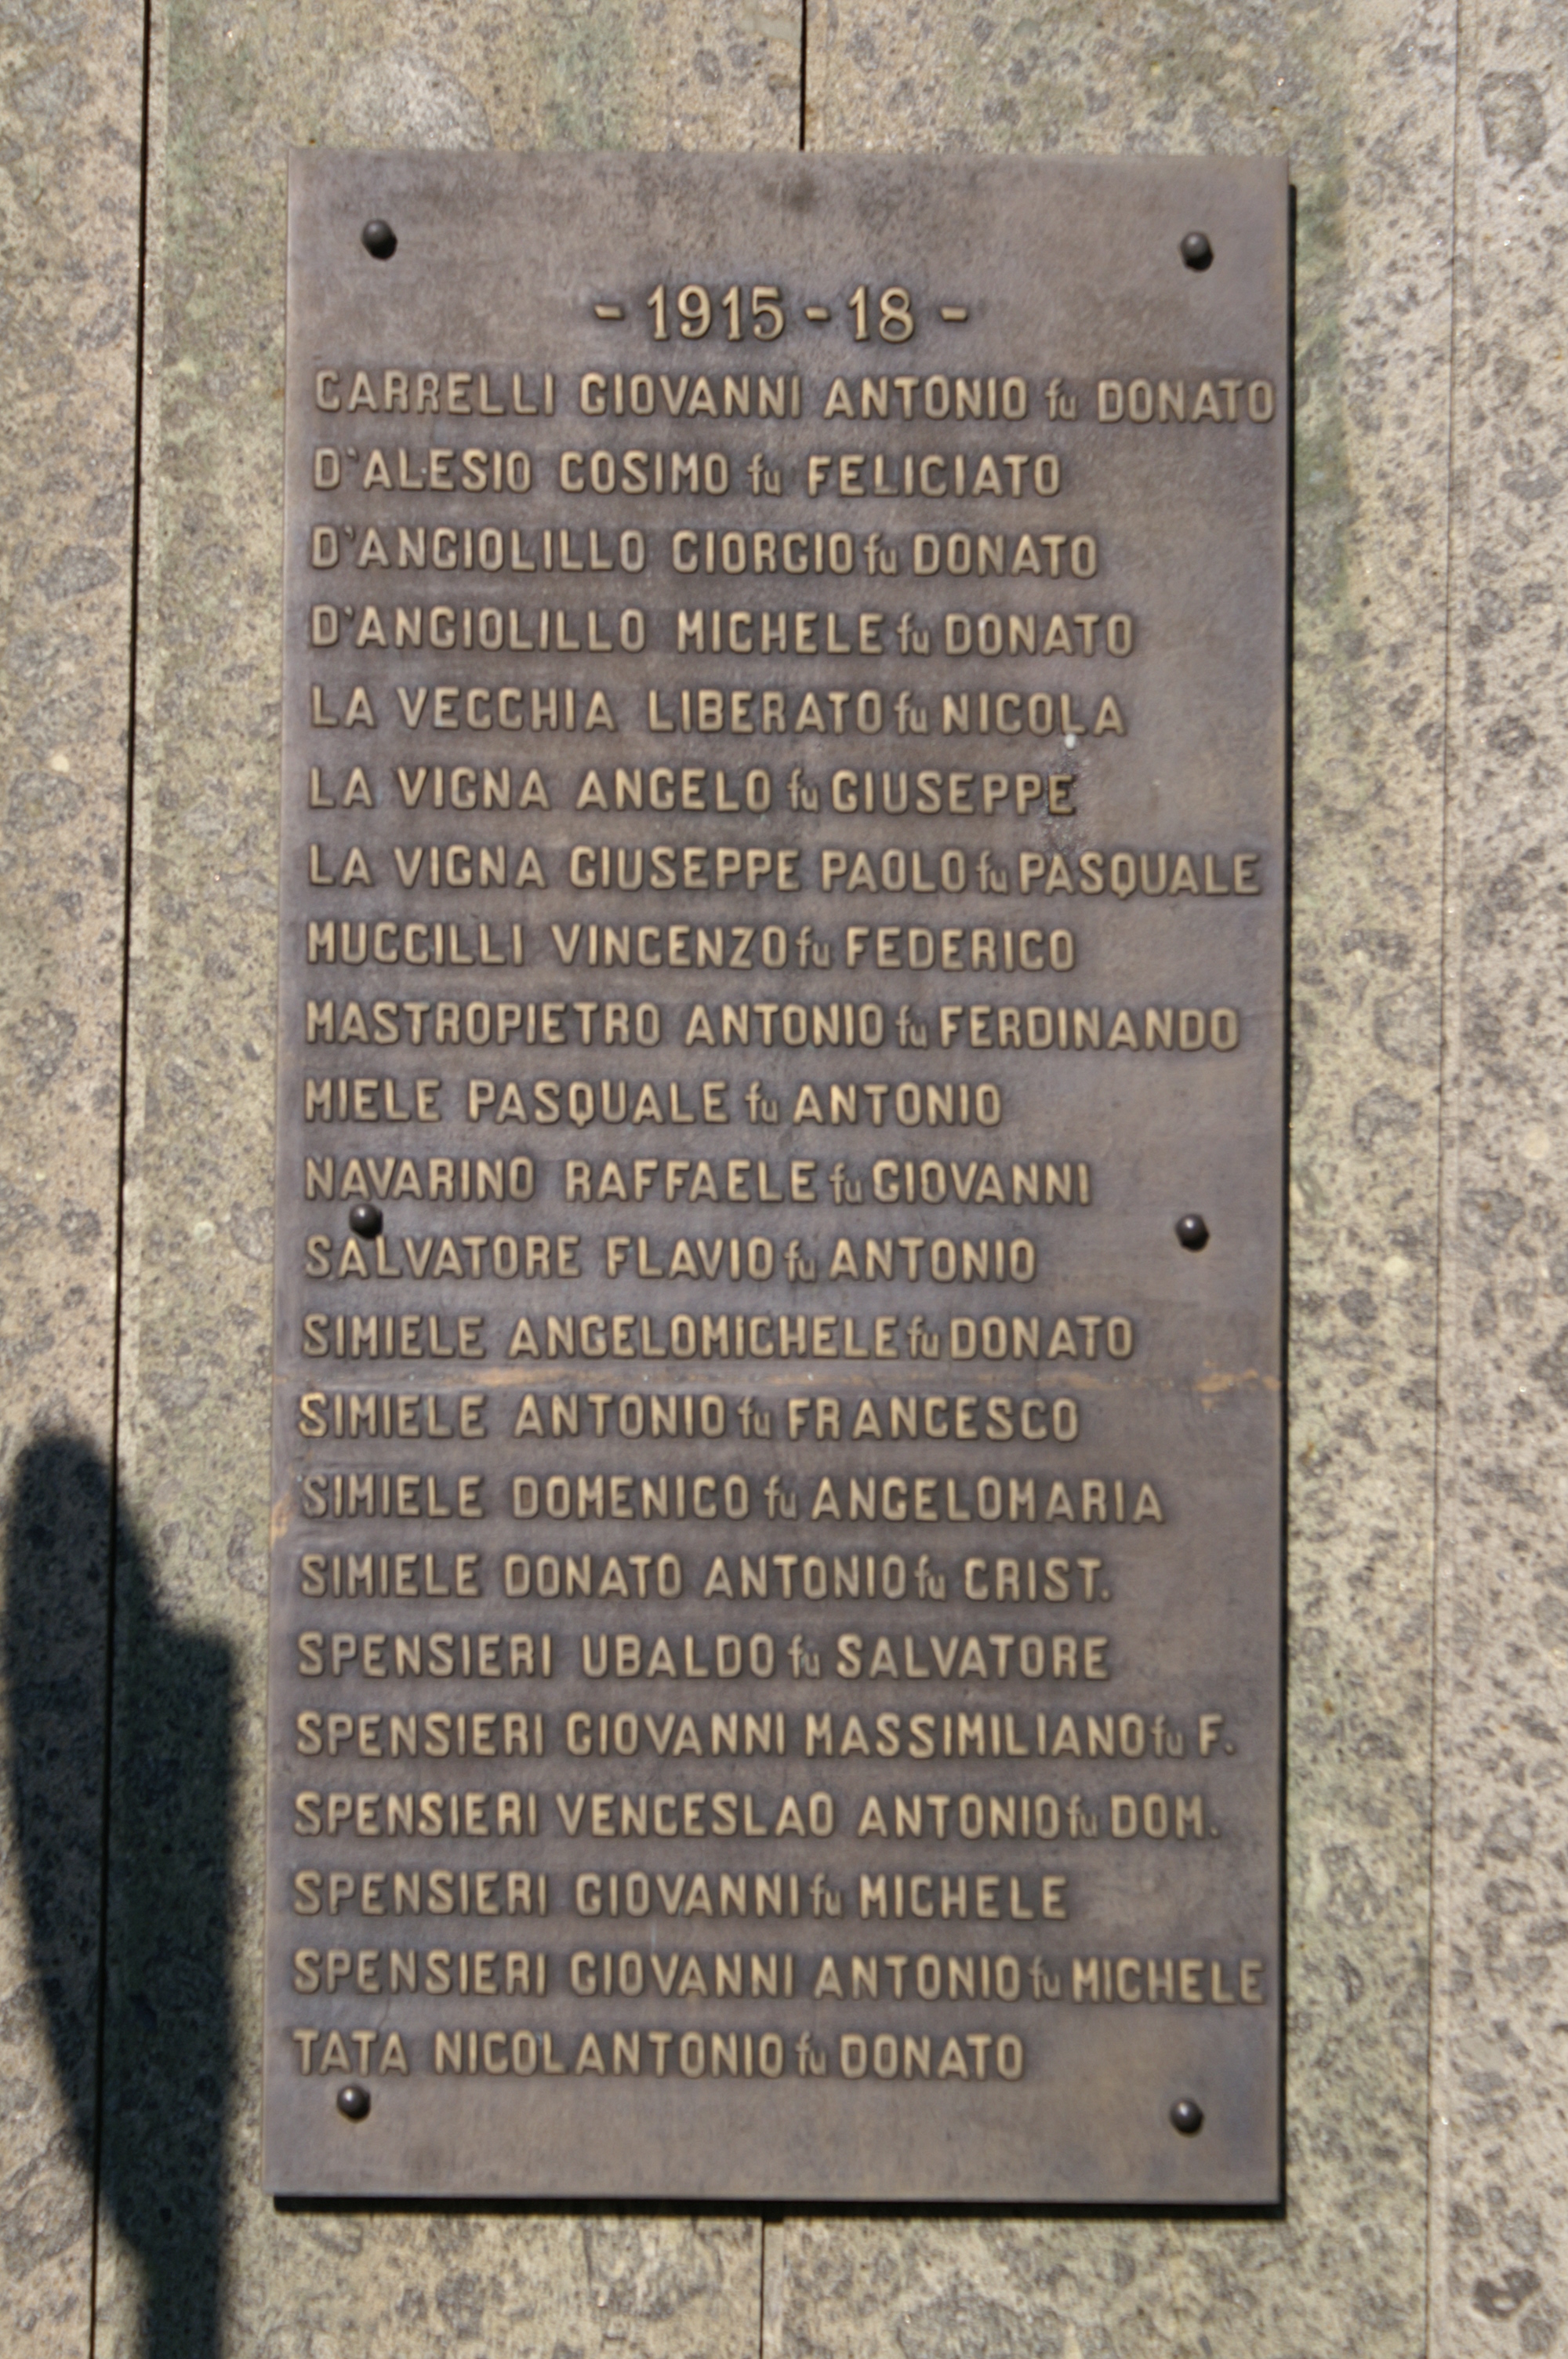 - 1915 - 18 -
CARRELLI GIOVANNI ANTONIO fu DONATO
D'ALESIO COSIMO fu FELICIATO
D'ANGIOLILLO GIORGIO fu DONATO
D'ANGIOLILLO MICHELE fu DONATO
LA VECCHIA LIBERATO fu NICOLA
LA VIGNA ANGELO fu GIUSEPPE
LA VIGNA GIUSEPPE PAOLO fu PASQUALE
MUCCILLI VINCENZO fu FEDERICO
MASTROPIETRO ANTONIO fu FERDINANDO
MIELE PASQUALE fu ANTONIO
NAVARINO RAFFAELE fu GIOVANNI
SALVATORE FLAVIO fu ANTONIO
SIMIELE ANGELOMICHELE fu DONATO
SIMIELE ANTONIO fu FRANCESCO
SIMIELE DOMENICO fu ANGELOMARIA
SIMIELE DONATO ANTONIO fu CRIST.
SPENSIERI UBALDO fu SALVATORE
SPENSIERI GIOVANNI MASSIMILIANO fu F.
SPENSIERI VENCESLAO ANTONIO fu DOM.
SPENSIERI GIOVANNI fu MICHELE
SPENSIERI GIOVANNI ANTONIO fu MICHELE
TATA NICOLANTONIO fu DONATO